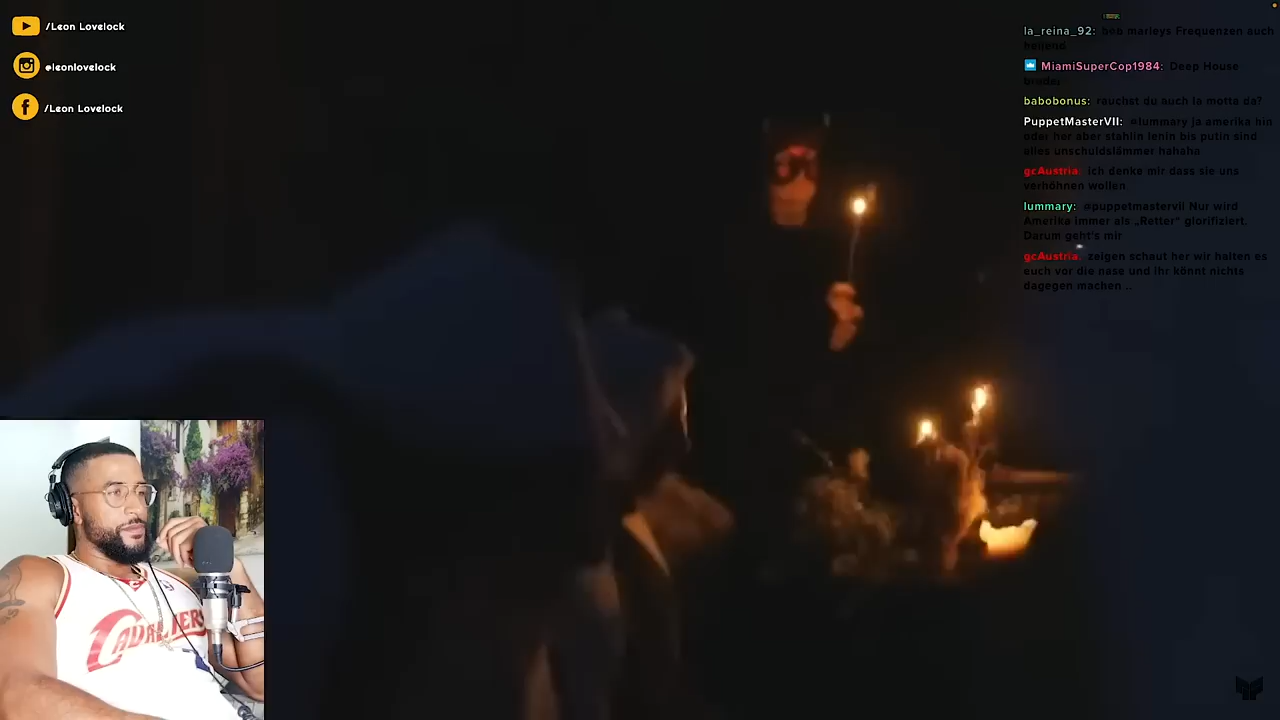 /Leon Lovelock
@leonlovelock
/Leon Lovelock
la_reina_92: bob marleys Frequenzen auch
heilend
MiamiSuperCop1984: Deep House
breder
babobonus: rauchst du auch la motta da?
PuppetMasterVII: @lummary ja amerika hin
oder her aber stahlin lenin bis putin sind
alles unschuldslämmer hahaha
gcAustria: ich denke mir dass sie uns
verhöhnen wollen
lummary: @puppetmastervII Nur wird
Amerika immer als „Retter“ glorifiziert.
Darum geht's mir
gcAustria: zeigen schaut her wir halten es
euch vor die nase und ihr könnt nichts
dagegen machen ..
CAVALIERS